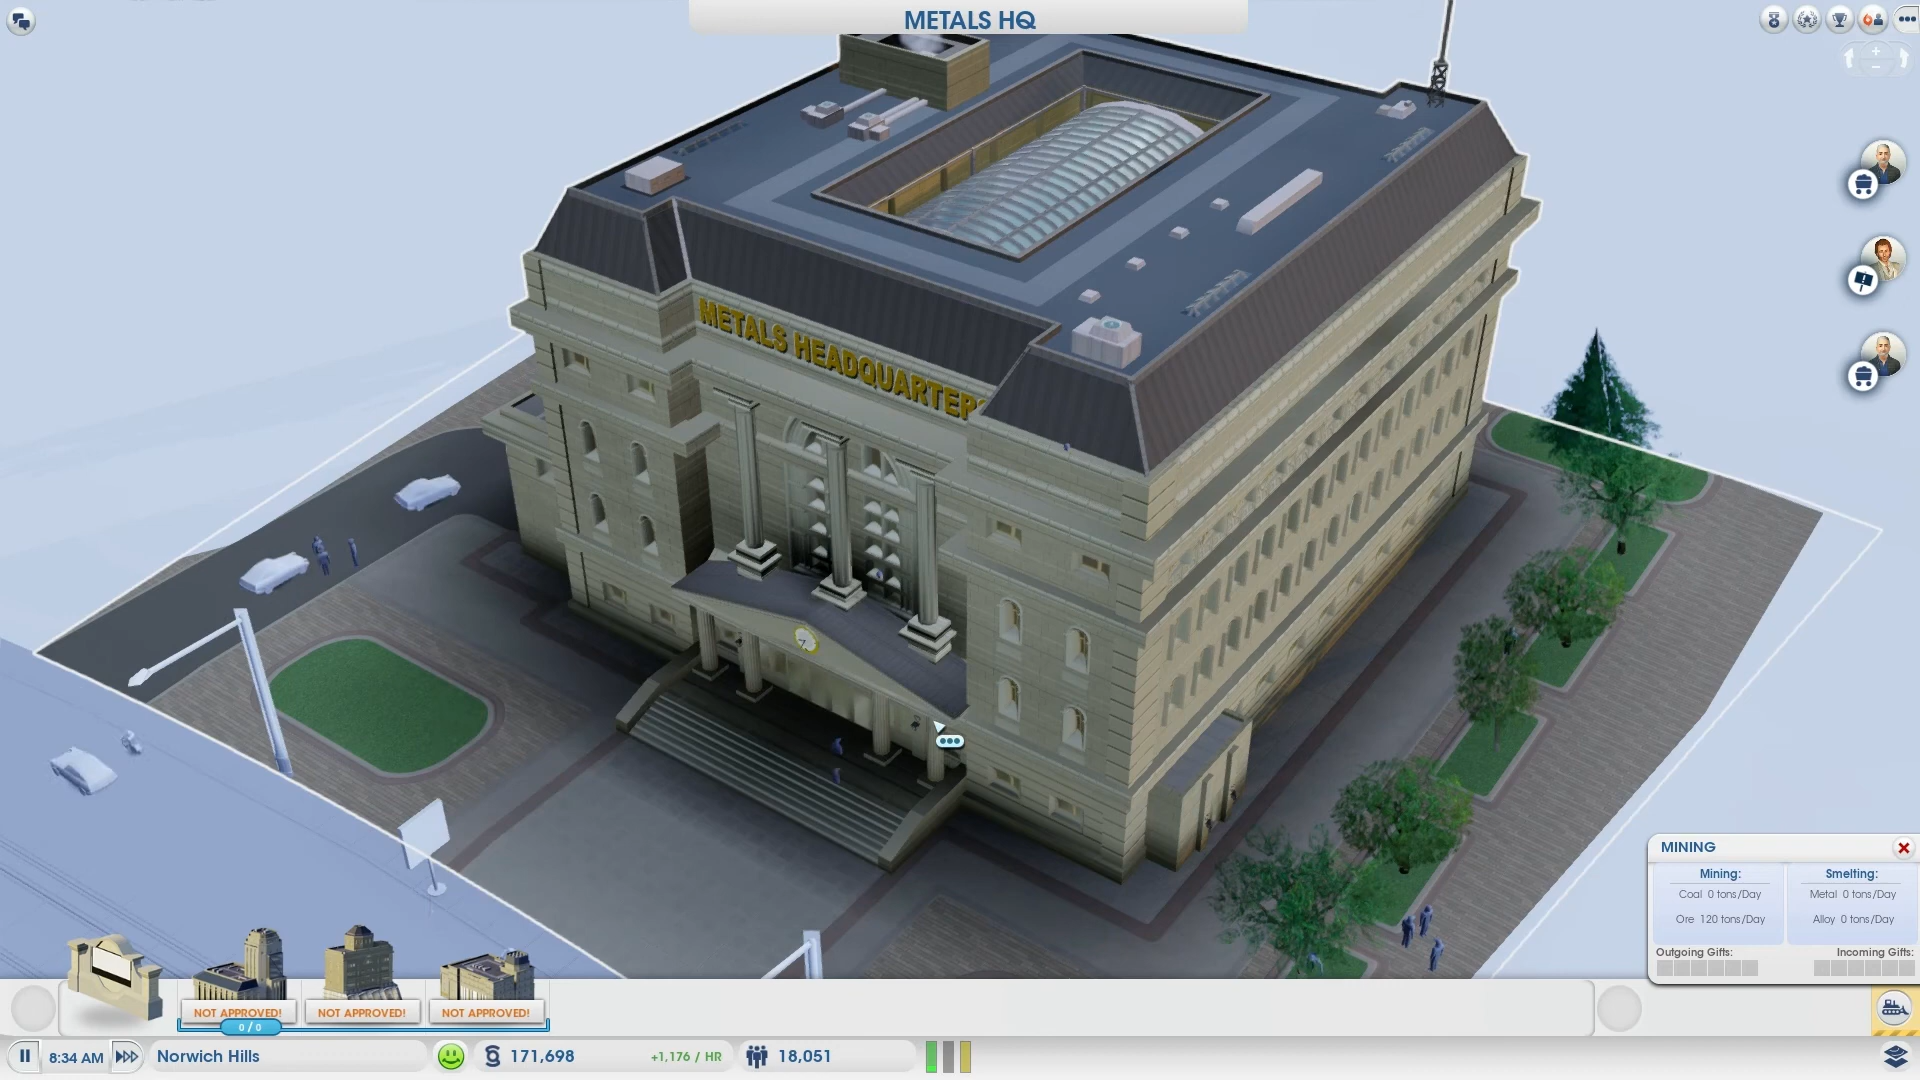 METALS HQ
METALS HEADQUARTERS
MINING
Mining:
Coal 0 tons/Day
Ore 120 tons/Day
Smelting:
Metal 0 tons/Day
Alloy 0 tons/Day
Outgoing Gifts:
Incoming Gifts:
NOT APPROVED!
NOT APPROVED!
NOT APPROVED!
0 / 0
8:34 AM
Norwich Hills
171,698
+1,176 / HR
18,051